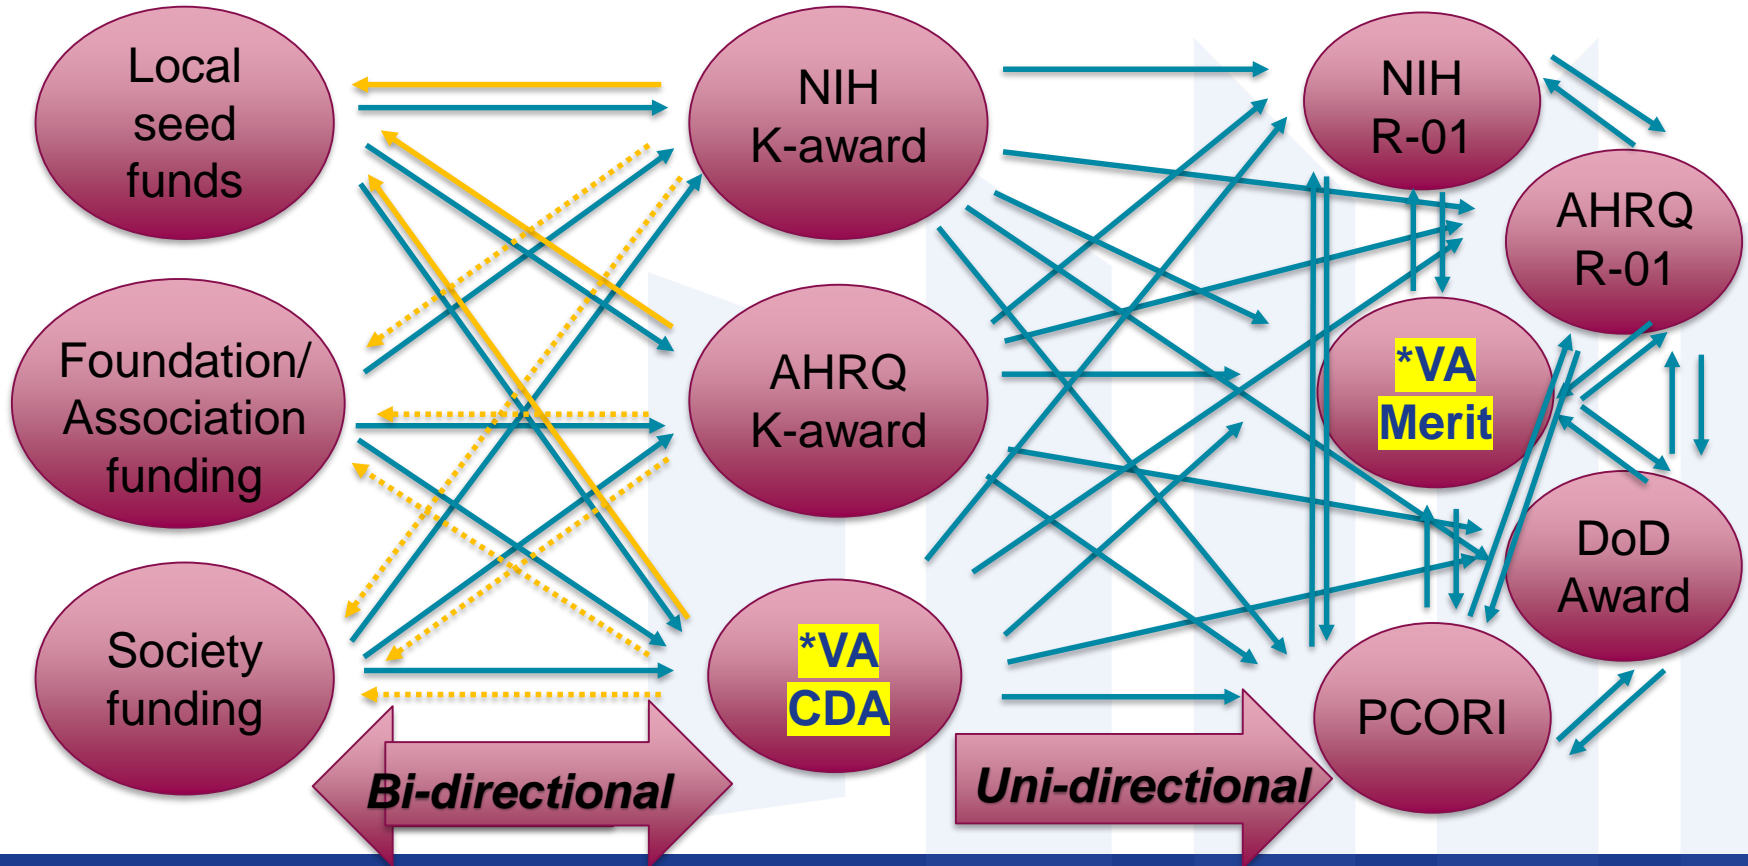 Local
seed
funds
Foundation/
Association
funding
Society
funding
NIH
K-award
AHRQ
K-award
*VA
CDA
NIH
R-01
AHRQ
R-01
*VA
Merit
DoD
Award
PCORI
Bi-directional
Uni-directional